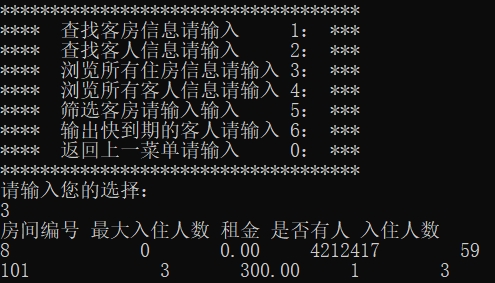 ************************************
****  查找客房信息请输入     1： ***
****  查找客人信息请输入     2： ***
****  浏览所有住房信息请输入 3： ***
****  浏览所有客人信息请输入 4： ***
****  筛选客房请输入输入     5： ***
****  输出快到期的客人请输入 6： ***
****  返回上一菜单请输入     0： ***
************************************
请输入您的选择：
3
房间编号 最大入住人数 租金 是否有人 入住人数
8             0       0.00     4212417        59
101             3       300.00     1        3